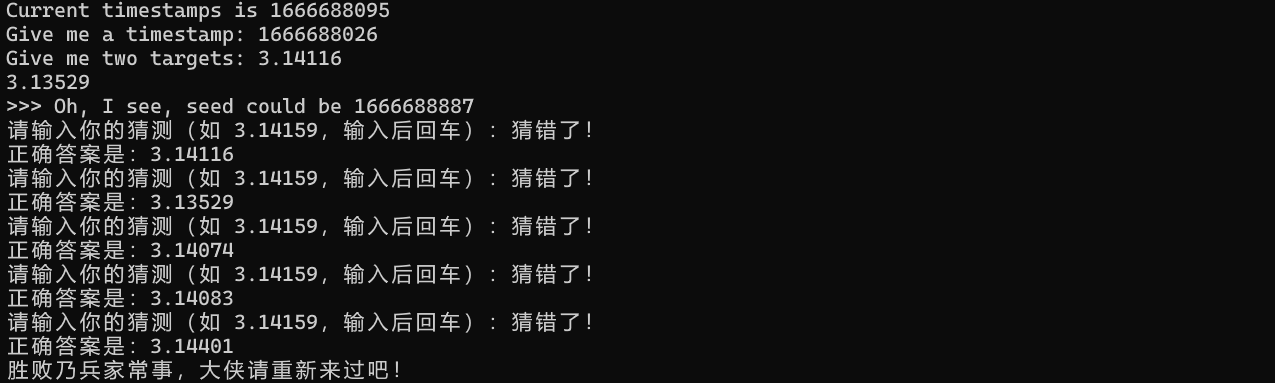 Current timestamps is 1666688095
Give me a timestamp: 1666688026
Give me two targets: 3.14116
3.13529
>>> Oh, I see, seed could be 1666688887
请输入你的猜测（如 3.14159，输入后回车）：猜错了！
正确答案是：3.14116
请输入你的猜测（如 3.14159，输入后回车）：猜错了！
正确答案是：3.13529
请输入你的猜测（如 3.14159，输入后回车）：猜错了！
正确答案是：3.14074
请输入你的猜测（如 3.14159，输入后回车）：猜错了！
正确答案是：3.14083
请输入你的猜测（如 3.14159，输入后回车）：猜错了！
正确答案是：3.14401
胜败乃兵家常事，大侠请重新来过吧！